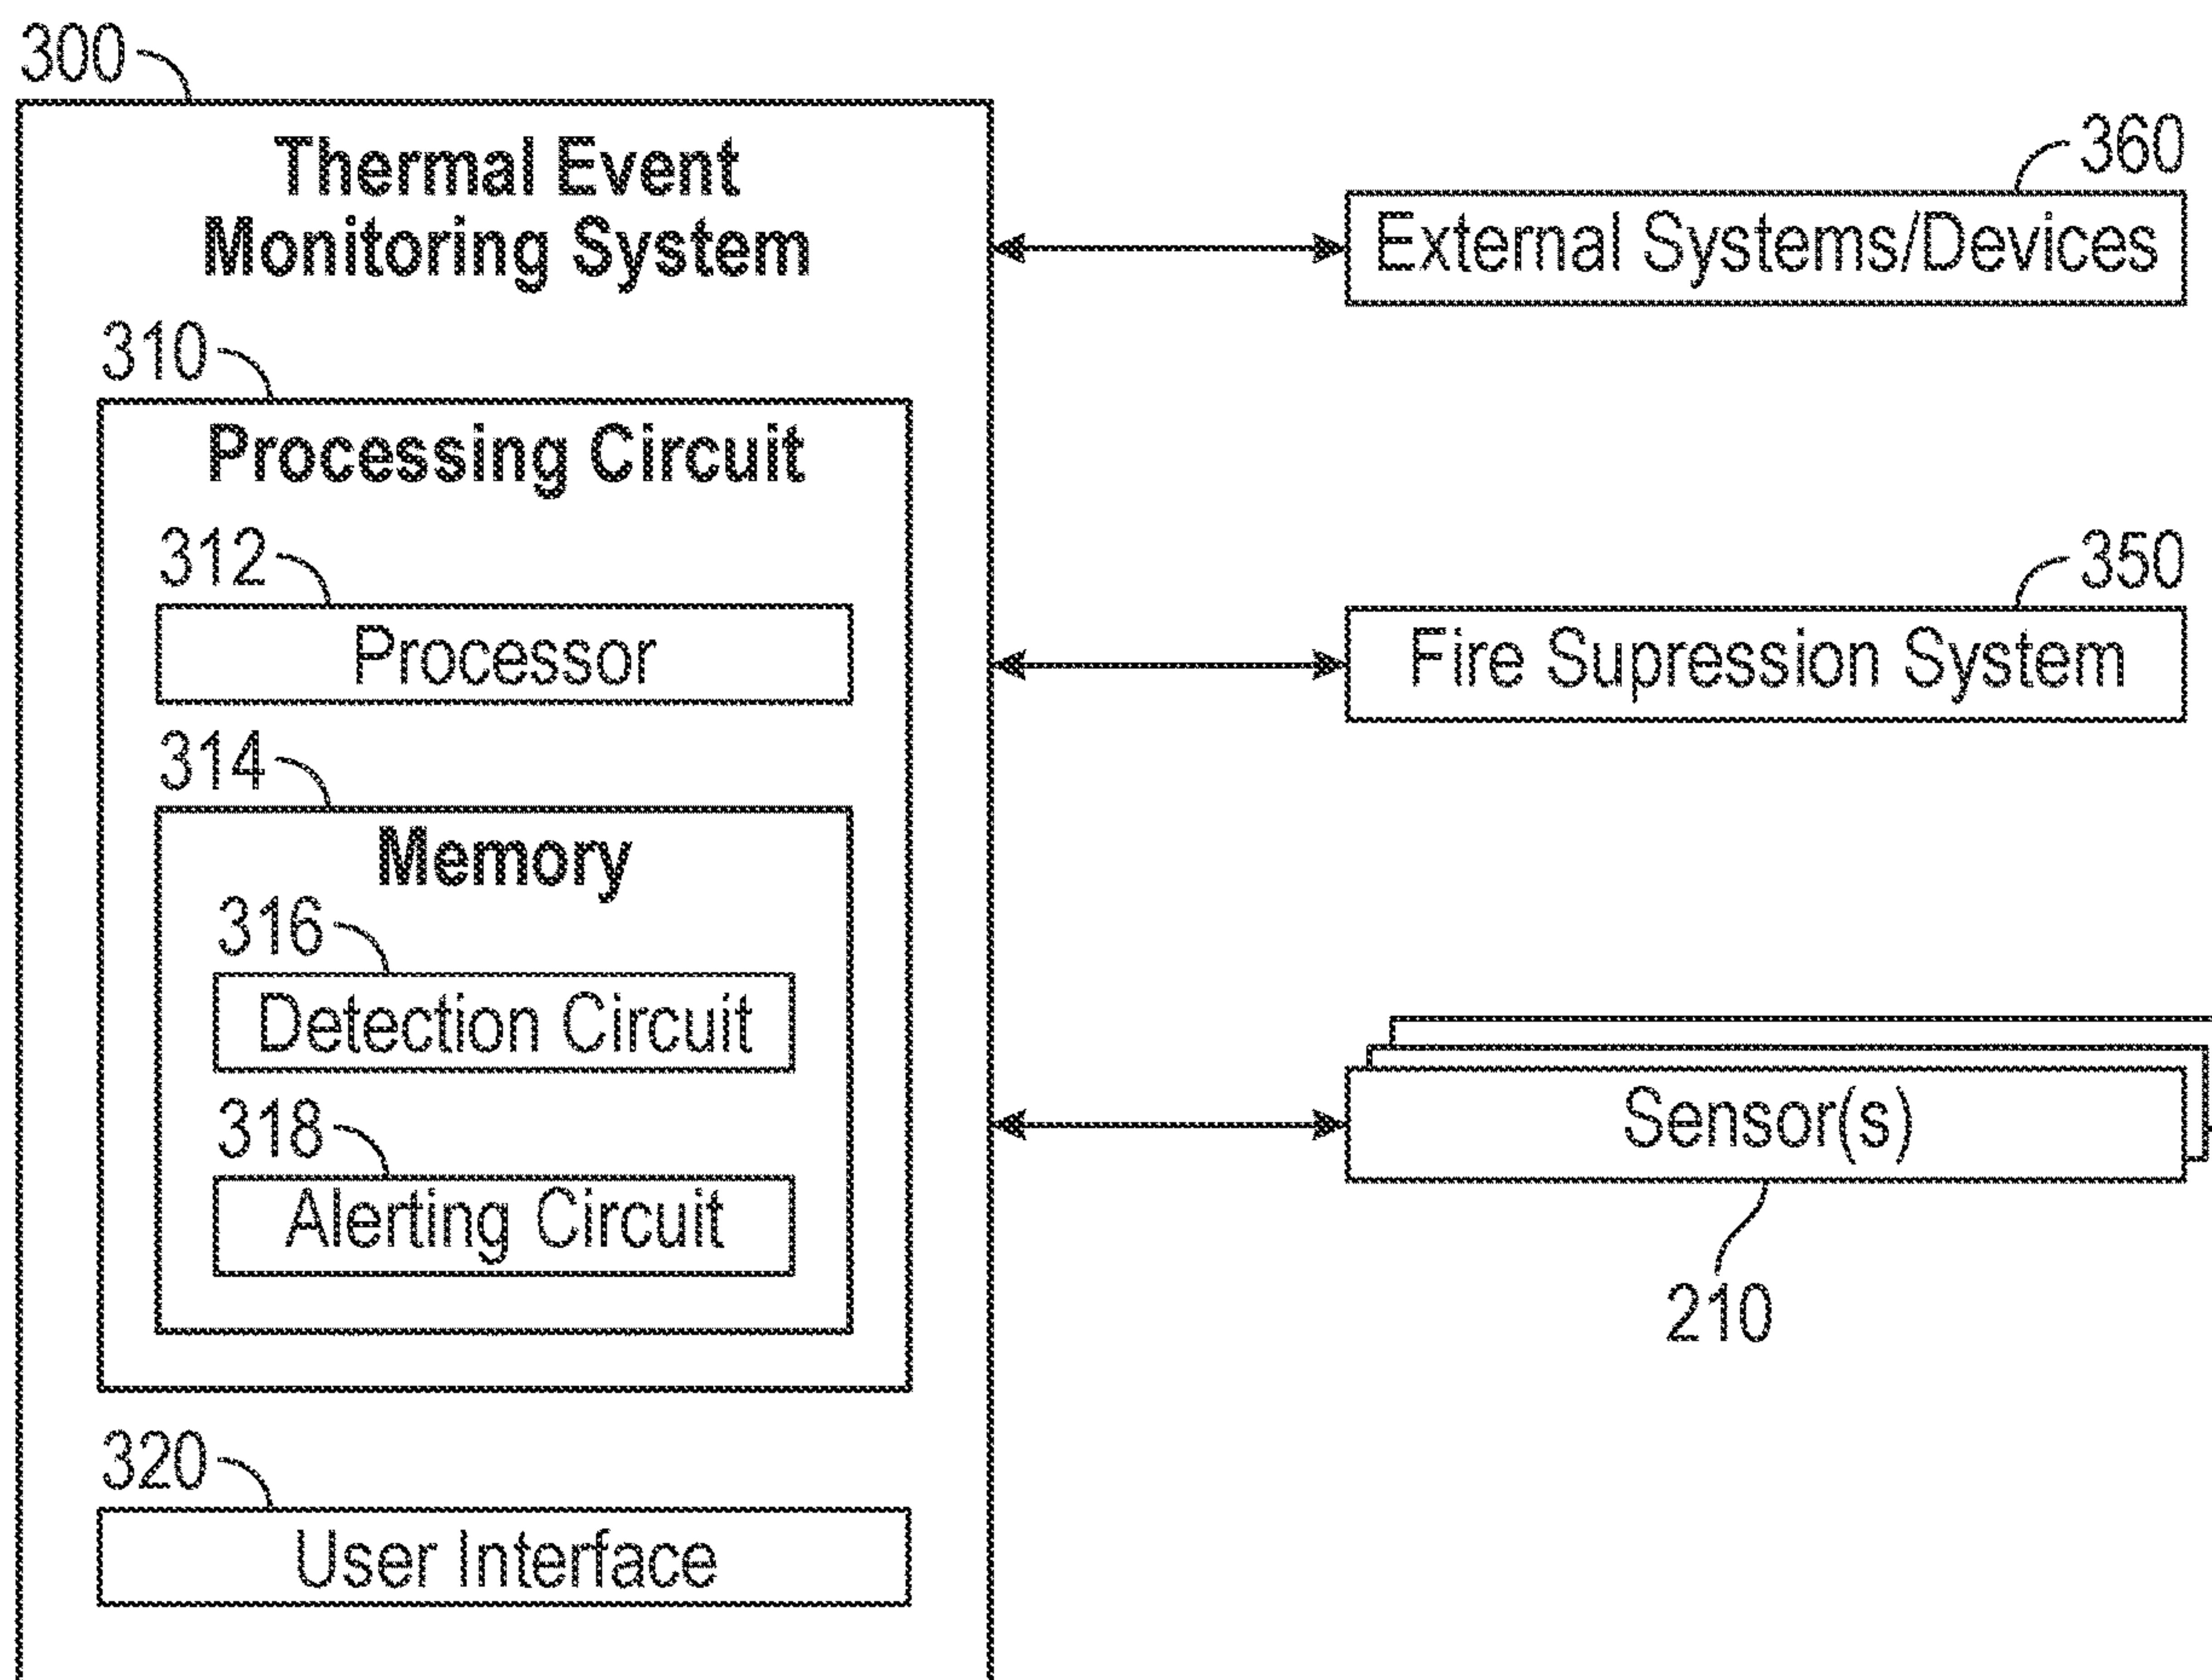 300
Thermal Event
Monitoring System
310
Processing Circuit
312
Processor
314
Memory
316
Detection Circuit
318
Alerting Circuit
320
User Interface
360
External Systems/Devices
350
Fire Supression System
Sensor(s)
210